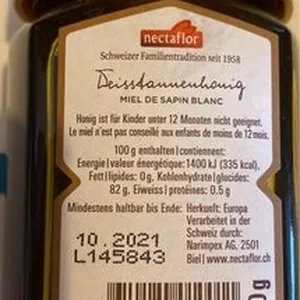 nectaflor
Schweizer Familientradition seit 1958
Weisstannenhonig
MIEL DE SAPIN BLANC
Honig ist für Kinder unter 12 Monaten nicht geeignet.
Le miel n'est pas conseillé aux enfants de moins de 12 mois.
100 g enthalten | contiennent:
Energie | valeur énergétique: 1400 kJ (335 kcal),
Fett | lipides: 0 g, Kohlenhydrate | glucides:
82 g, Eiweiss | protéines: 0.5 g
Mindestens haltbar bis Ende:
10.2021
L145843
Herkunft: Europa
Verarbeitet in der
Schweiz durch:
Narimpex AG, 2501
Biel | www.nectaflor.ch
0g